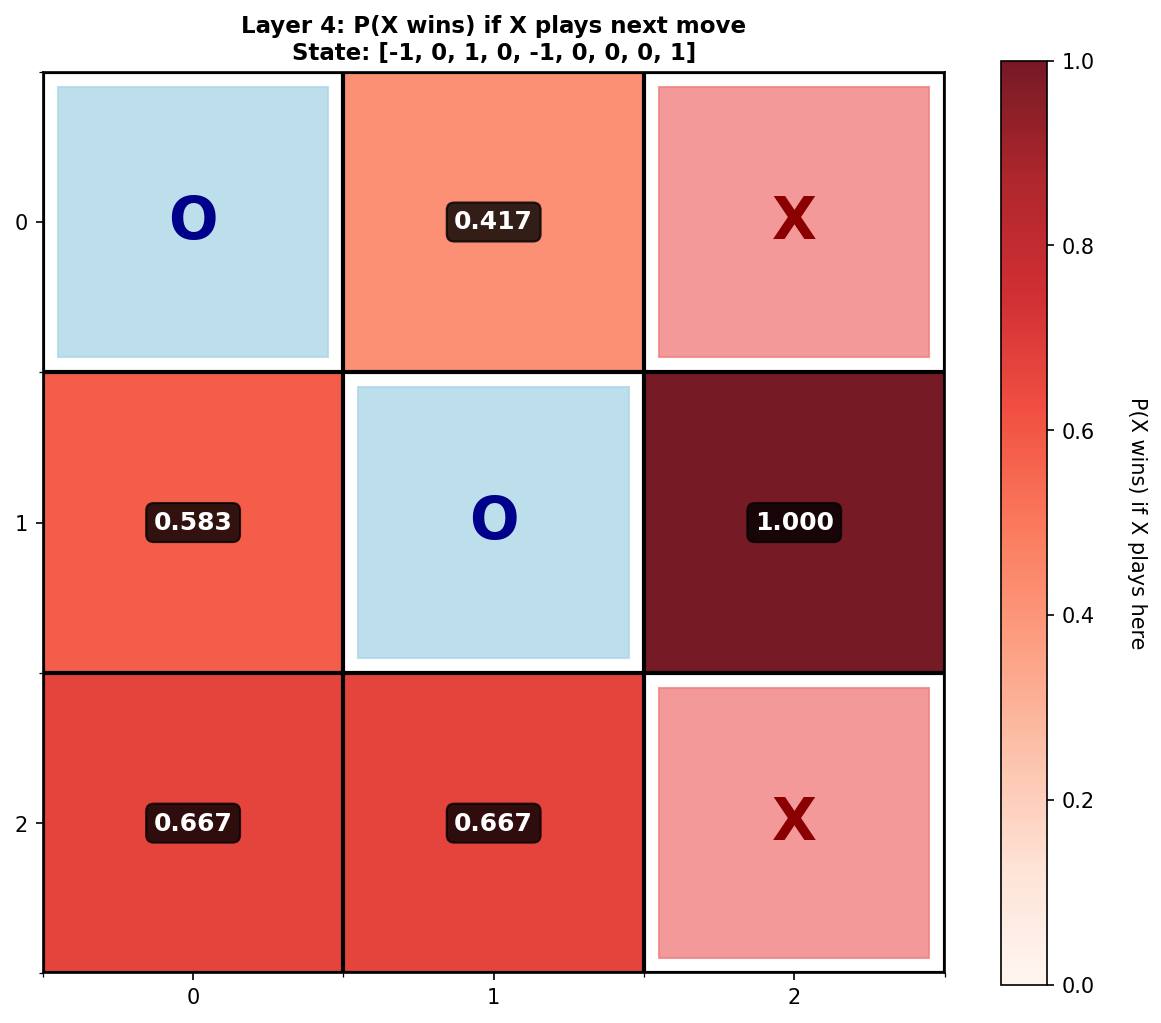 Layer 4: P(X wins) if X plays next move
State: [-1, 0, 1, 0, -1, 0, 0, 0, 1]
1.0
0 O 0.417 X
0.8
1 0.583 O 1.000
0.6
0.4
2 0.667 0.667 X
0.2
0.0
0 1 2
P(X wins) if X plays here